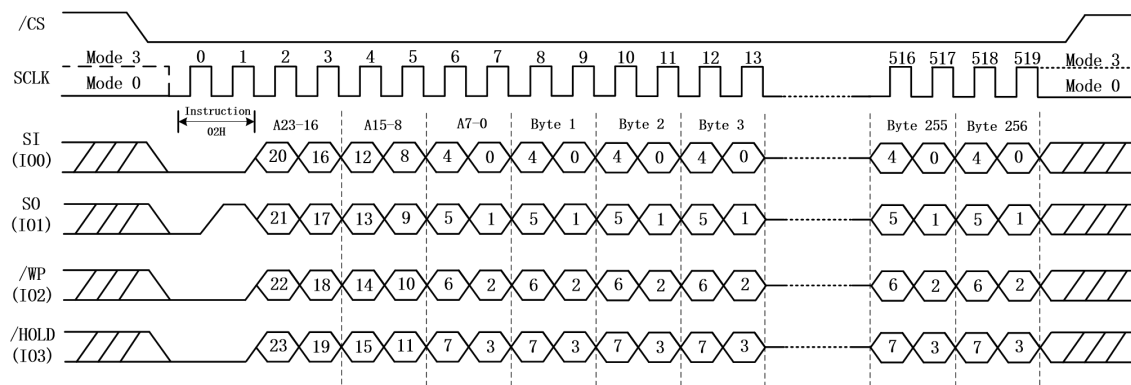 /CS
Mode 3 0 1 2 3 4 5 6 7 8 9 10 11 12 13 516 517 518 519 Mode 3
SCLK
Mode 0 Mode 0
Instruction
02H
A23-16 A15-8 A7-0 Byte 1 Byte 2 Byte 3 Byte 255 Byte 256
SI
(IO0)
20 16 12 8 4 0 4 0 4 0 4 0 4 0 4 0
SO
(IO1)
21 17 13 9 5 1 5 1 5 1 5 1 5 1 5 1
/WP
(IO2)
22 18 14 10 6 2 6 2 6 2 6 2 6 2 6 2
/HOLD
(IO3)
23 19 15 11 7 3 7 3 7 3 7 3 7 3 7 3